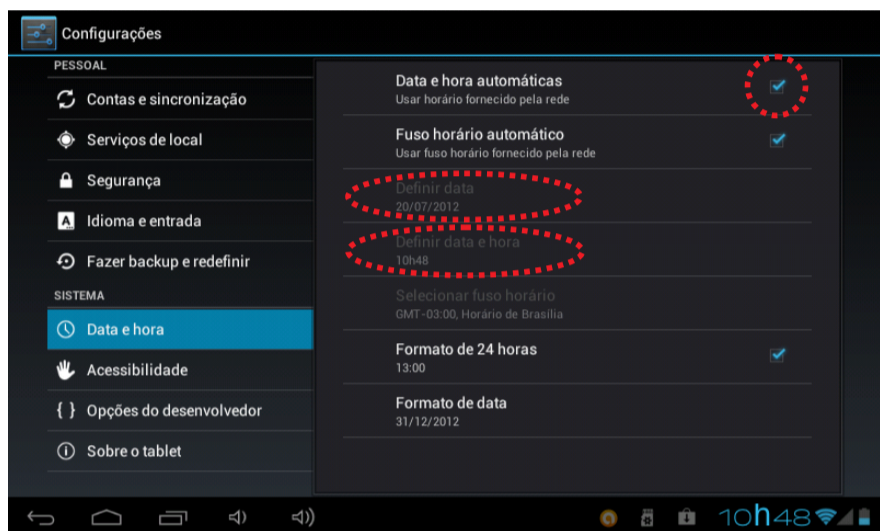 Configurações
PESSOAL
Contas e sincronização
Serviços de local
Segurança
A Idioma e entrada
Fazer backup e redefinir
SISTEMA
Data e hora
Acessibilidade
{ } Opções do desenvolvedor
Sobre o tablet
Data e hora automáticas
Usar horário fornecido pela rede
Fuso horário automático
Usar fuso horário fornecido pela rede
Definir data
20/07/2012
Definir data e hora
10h48
Selecionar fuso horário
GMT-03:00, Horário de Brasília
Formato de 24 horas
13:00
Formato de data
31/12/2012
10h48